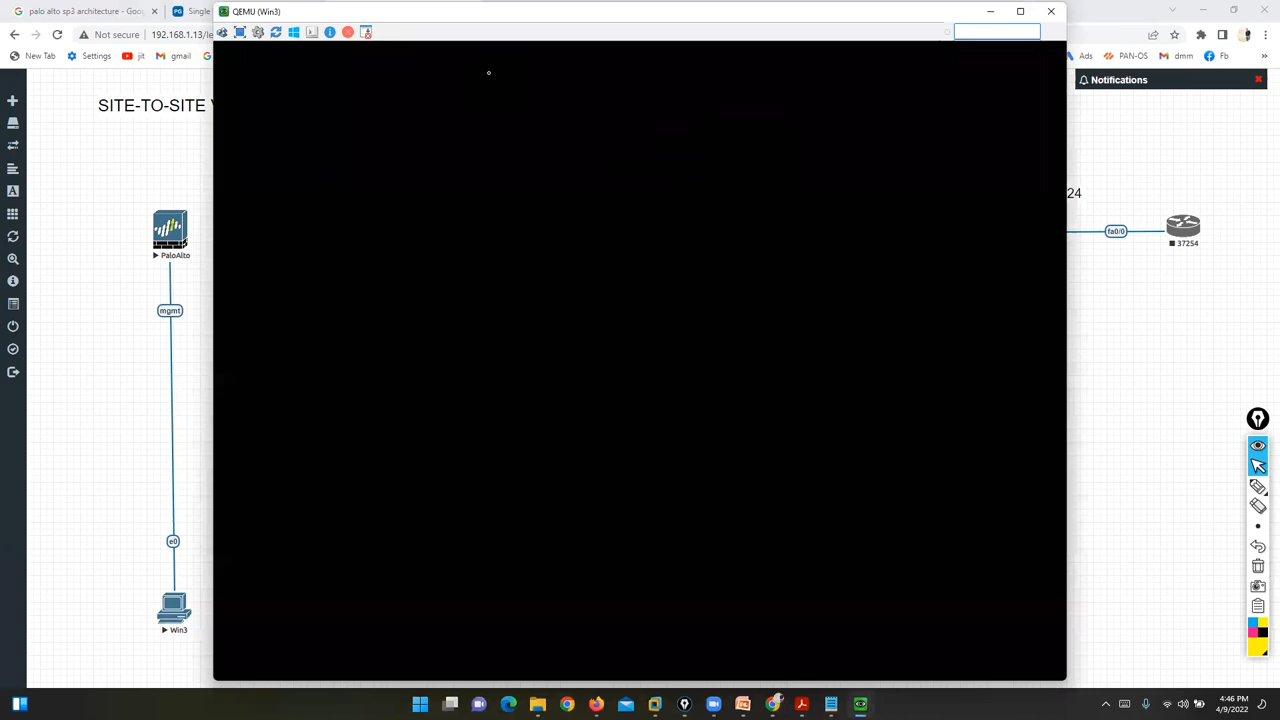 palo alto sp3 architecture - G
Single
QEMU (Win3)
Not secure
192.168.1.13/le
New Tab
Settings
jit
gmail
Ads
PAN-OS
dmm
Fb
Notifications
SITE-TO-SITE V
24
fa0/0
37254
PaloAlto
mgmt
e0
Win3
4:46 PM
4/9/2022